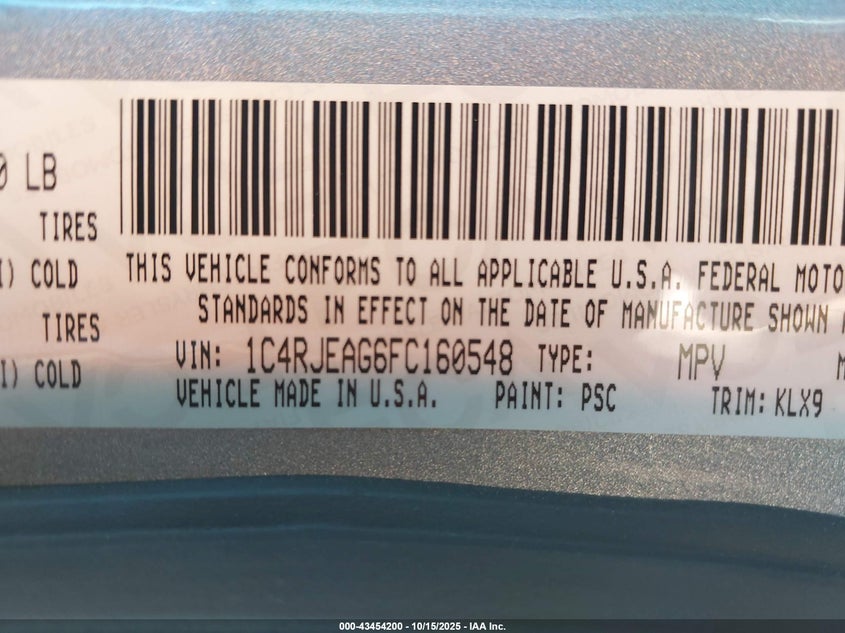 0 LB
TIRES
I) COLD
TIRES
I) COLD
THIS VEHICLE CONFORMS TO ALL APPLICABLE U.S.A. FEDERAL MOTO
STANDARDS IN EFFECT ON THE DATE OF MANUFACTURE SHOWN
VIN: 1C4RJEAG6FC160548 TYPE: MPV
VEHICLE MADE IN U.S.A. PAINT: PSC TRIM: KLX9
000-43454200 - 10/15/2025 - IAA Inc.